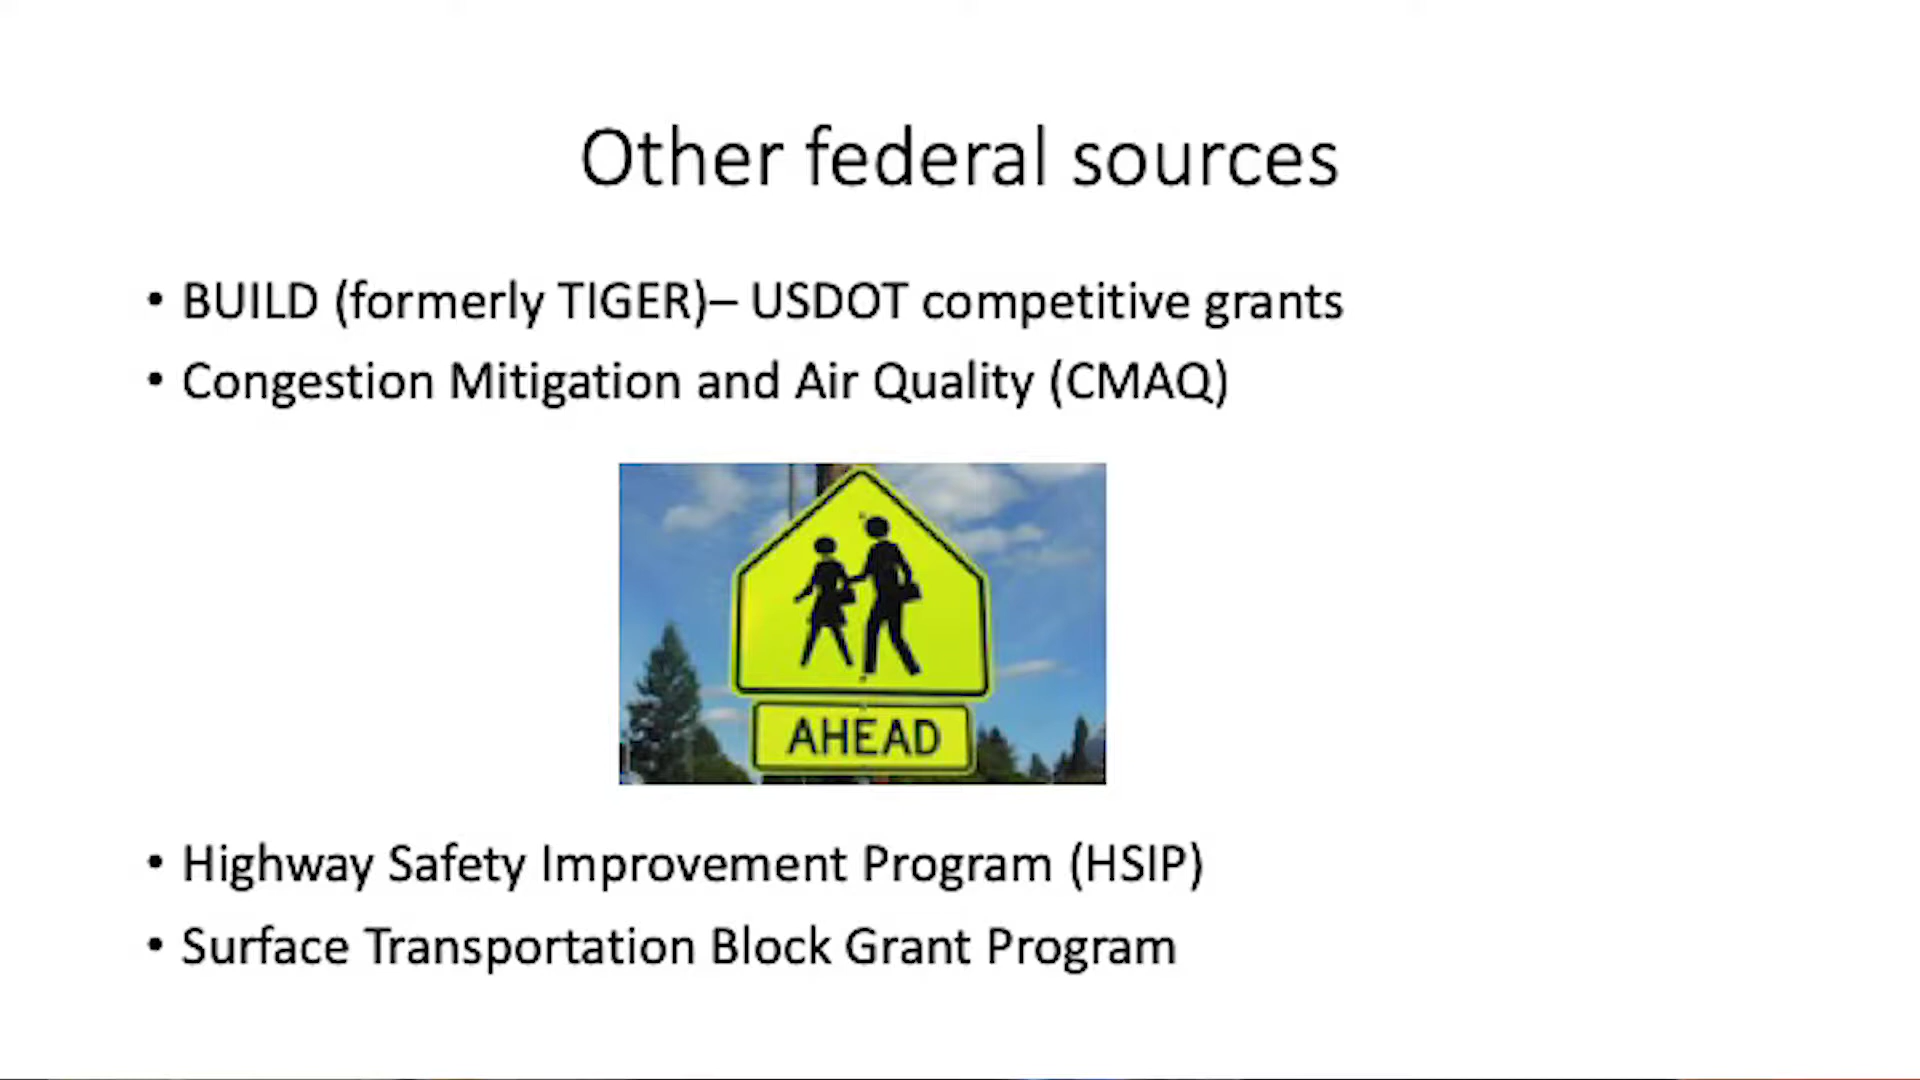 Other federal sources
• BUILD (formerly TIGER)– USDOT competitive grants
• Congestion Mitigation and Air Quality (CMAQ)
AHEAD
• Highway Safety Improvement Program (HSIP)
• Surface Transportation Block Grant Program